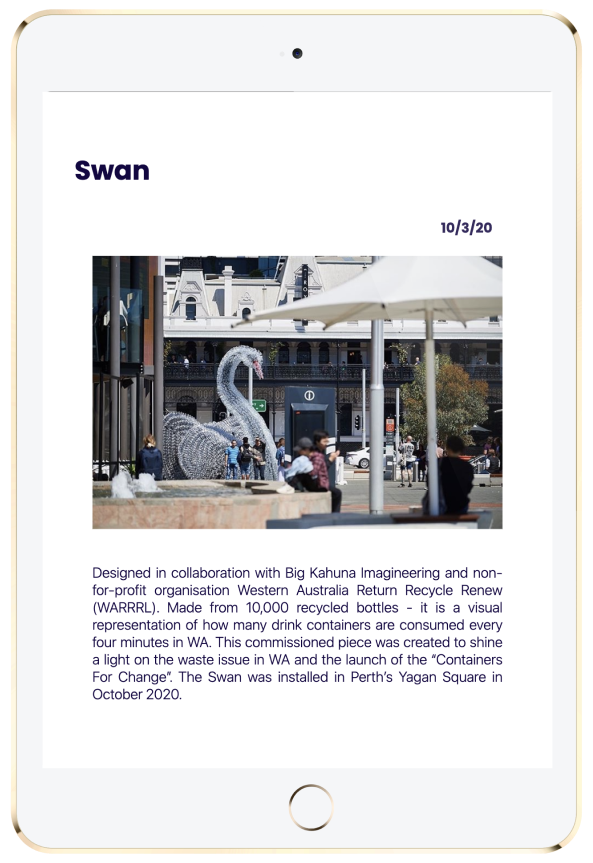 Swan
10/3/20
Designed in collaboration with Big Kahuna Imagineering and non-
for-profit organisation Western Australia Return Recycle Renew
(WARRRL). Made from 10,000 recycled bottles - it is a visual
representation of how many drink containers are consumed every
four minutes in WA. This commissioned piece was created to shine
a light on the waste issue in WA and the launch of the “Containers
For Change”. The Swan was installed in Perth’s Yagan Square in
October 2020.